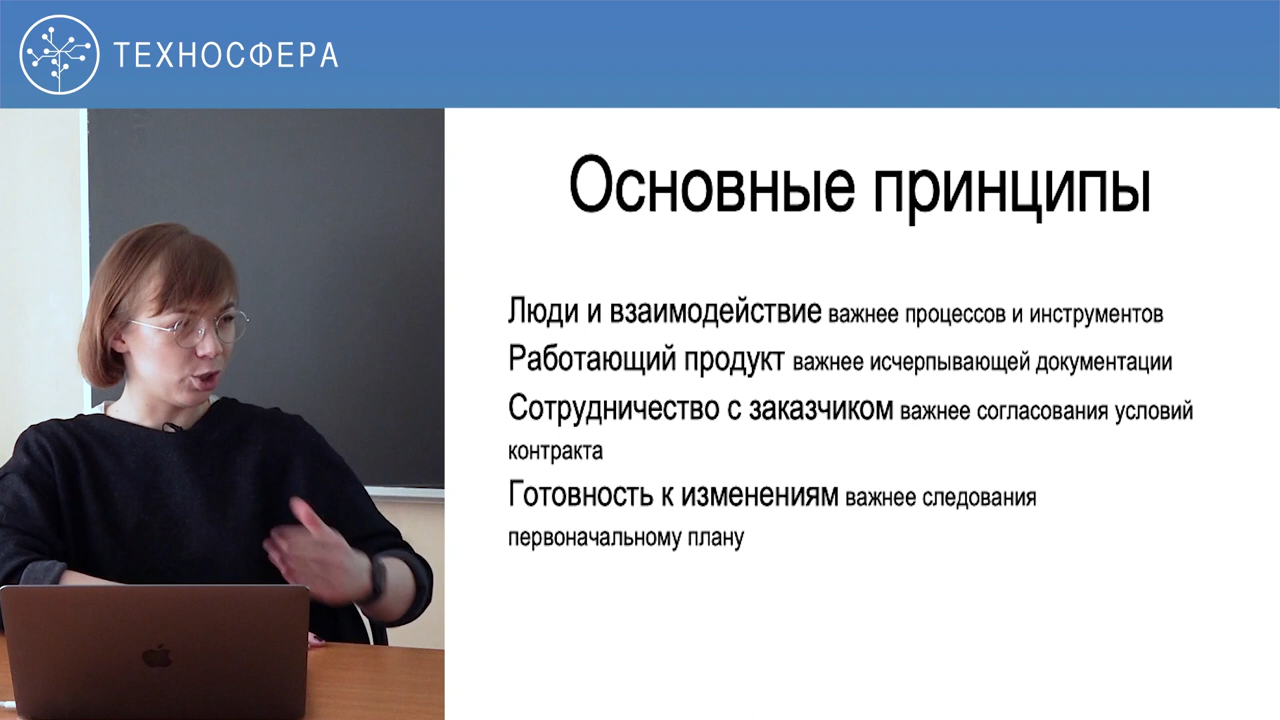 ТЕХНОСФЕРА
Основные принципы
Люди и взаимодействие важнее процессов и инструментов
Работающий продукт важнее исчерпывающей документации
Сотрудничество с заказчиком важнее согласования условий
контракта
Готовность к изменениям важнее следования
первоначальному плану